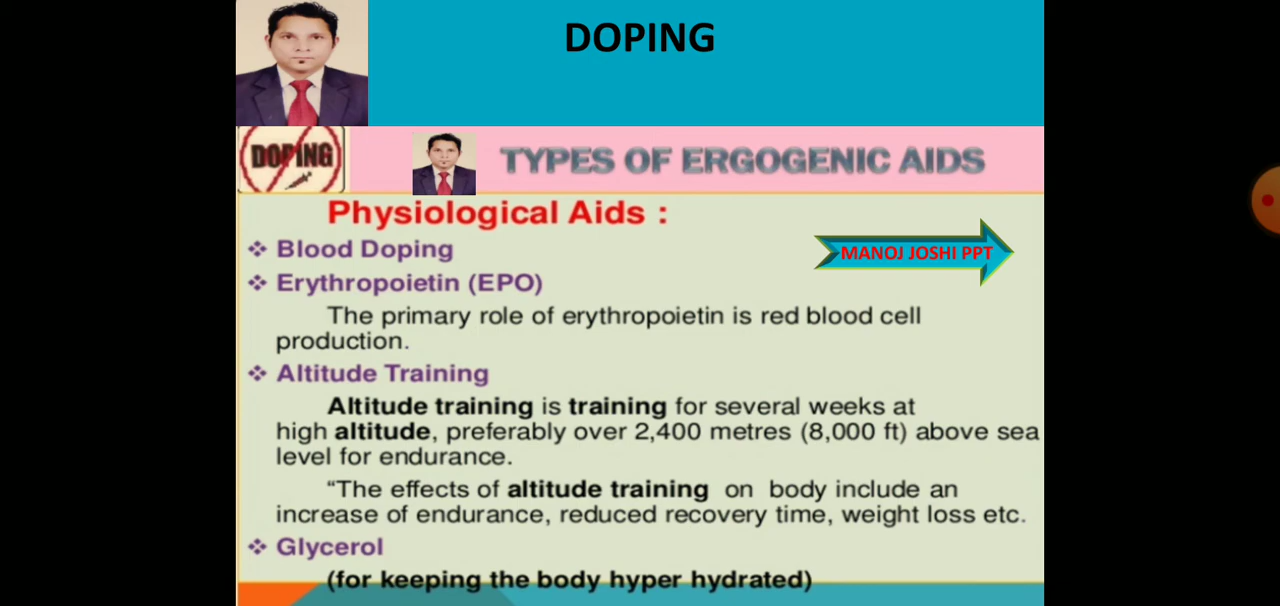 DOPING
DOPING
TYPES OF ERGOGENIC AIDS
Physiological Aids :
❖ Blood Doping
MANOJ JOSHI PPT
❖ Erythropoietin (EPO)
The primary role of erythropoietin is red blood cell
production.
❖ Altitude Training
Altitude training is training for several weeks at
high altitude, preferably over 2,400 metres (8,000 ft) above sea
level for endurance.
“The effects of altitude training on body include an
increase of endurance, reduced recovery time, weight loss etc.
❖ Glycerol
(for keeping the body hyper hydrated)